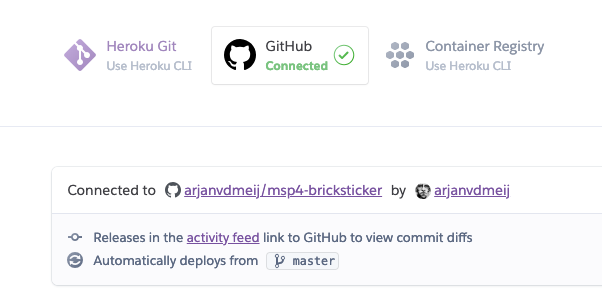 Heroku Git
Use Heroku CLI
GitHub
Connected
Container Registry
Use Heroku CLI
Connected to arjanvdmeij/msp4-bricksticker by arjanvdmeij
Releases in the activity feed link to GitHub to view commit diffs
Automatically deploys from master